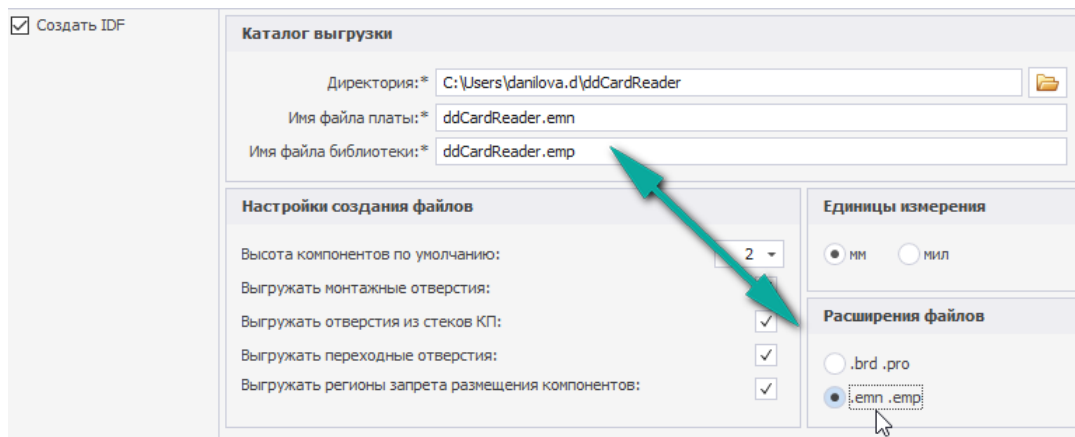 Создать IDF
Каталог выгрузки
Директория:* C:\Users\danilova.d\ddCardReader
Имя файла платы:* ddCardReader.emn
Имя файла библиотеки:* ddCardReader.emp
Настройки создания файлов
Высота компонентов по умолчанию: 2
Выгружать монтажные отверстия:
Выгружать отверстия из стеков КП:
Выгружать переходные отверстия:
Выгружать регионы запрета размещения компонентов:
Единицы измерения
мм мил
Расширения файлов
.brd .pro
.emn .emp